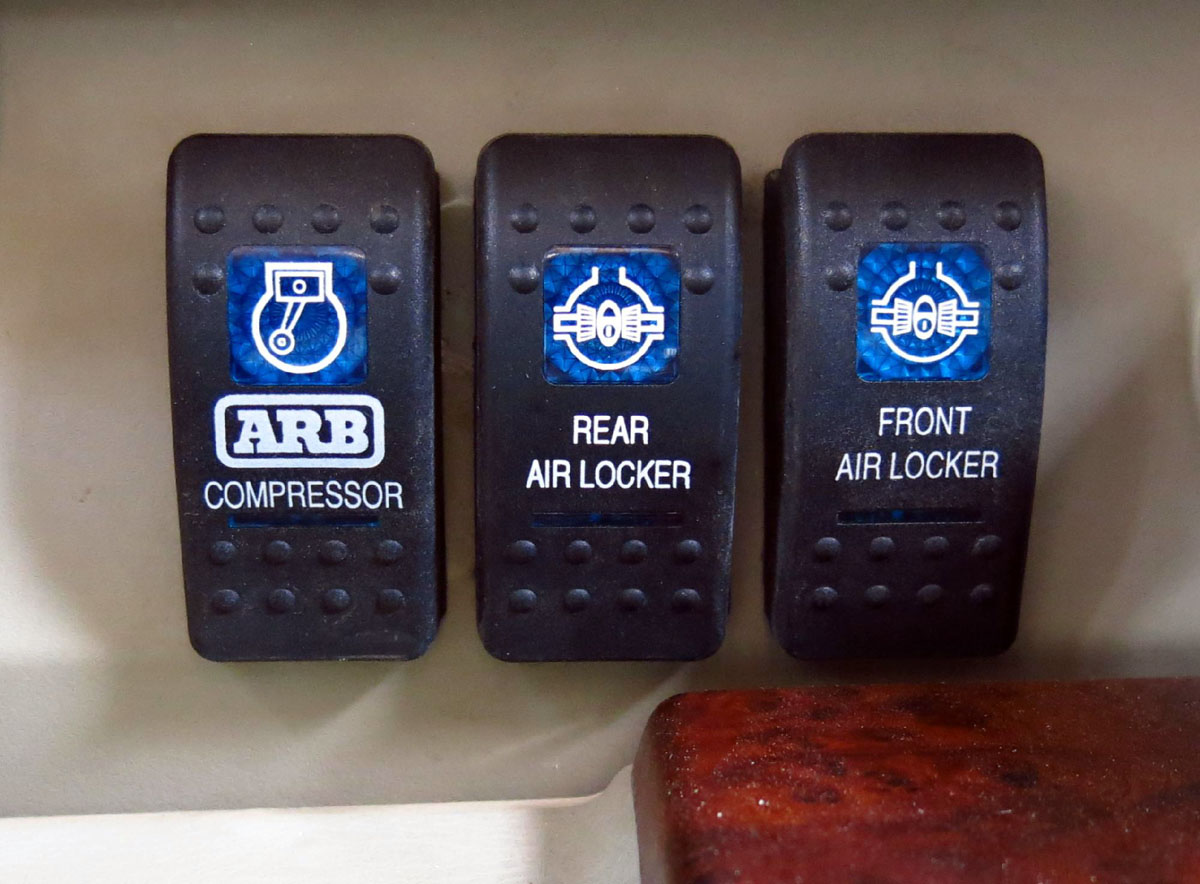 ARB
COMPRESSOR
REAR
AIR LOCKER
FRONT
AIR LOCKER